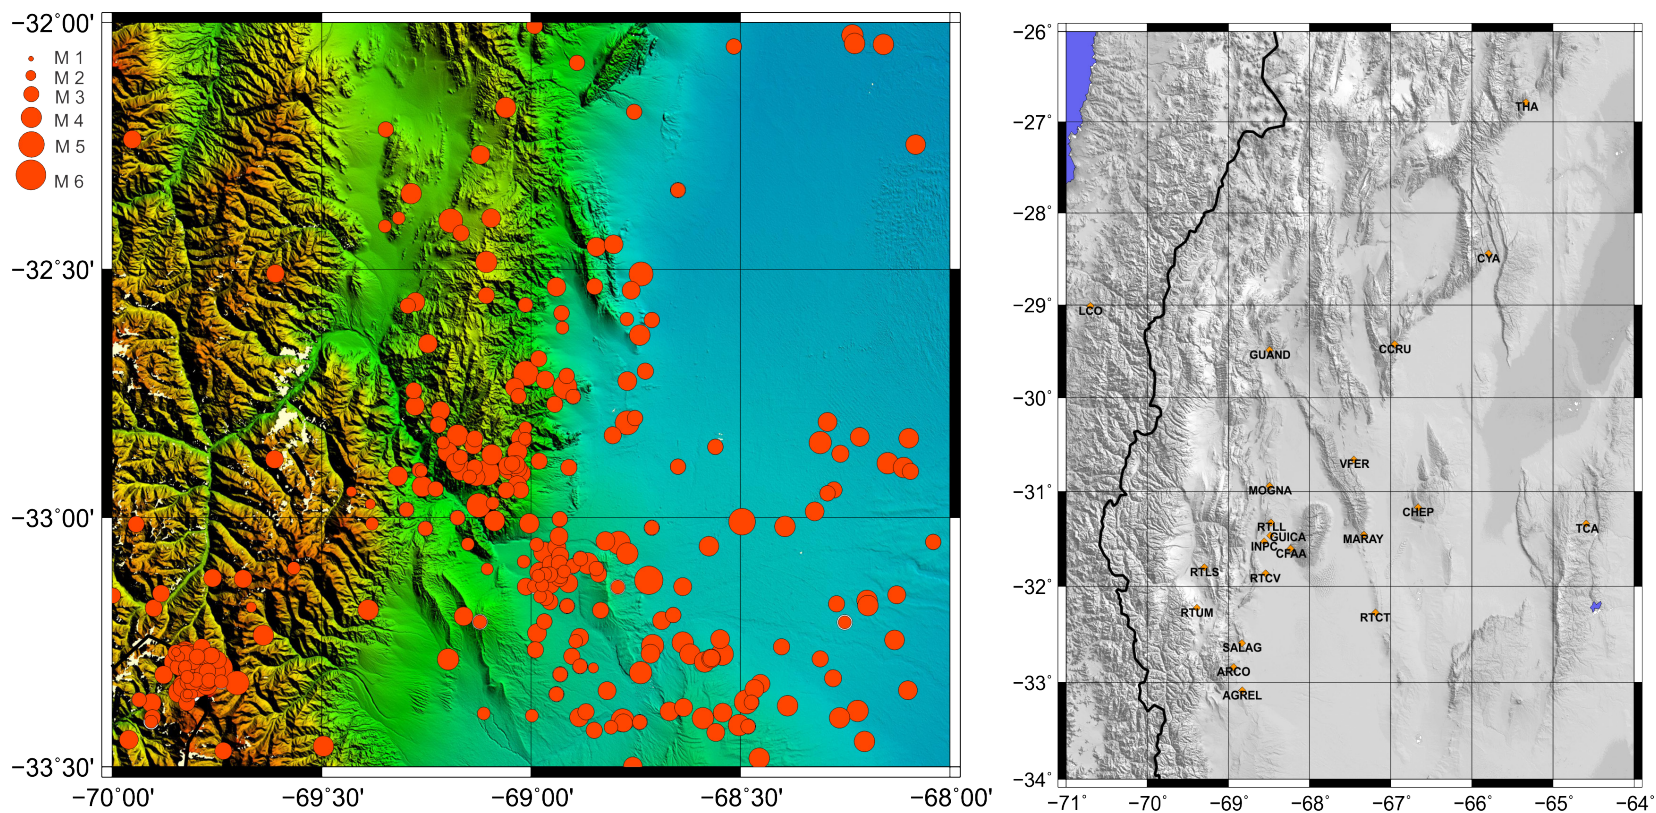 −32°00'
−32°30'
−33°00'
−33°30'
−70°00'
−69°30'
−69°00'
−68°30'
−68°00'
M 1
M 2
M 3
M 4
M 5
M 6
−26°
−27°
−28°
−29°
−30°
−31°
−32°
−33°
−34°
−71°
−70°
−69°
−68°
−67°
−66°
−65°
−64°
THA
CYA
LCO
GUAND
CCRU
VFER
MOGNA
CHEP
RTLL
GUICA
TCA
INPC
MARAY
CFAA
RTLS
RTCV
RTUM
RTCT
SALAG
ARCO
AGREL